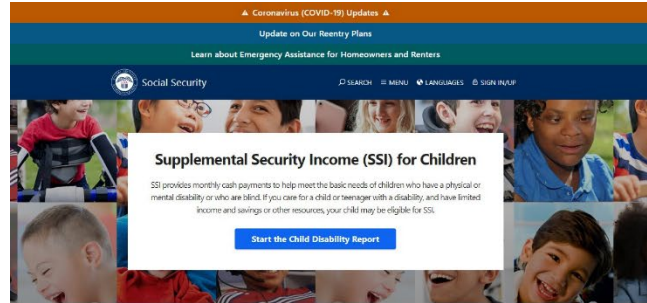 ⚠ Coronavirus (COVID-19) Updates ⚠
Update on Our Reentry Plans
Learn about Emergency Assistance for Homeowners and Renters
Social Security
SEARCH
MENU
LANGUAGES
SIGN IN/UP
Supplemental Security Income (SSI) for Children
SSI provides monthly cash payments to help meet the basic needs of children who have a physical or
mental disability or who are blind. If you care for a child or teenager with a disability, and have limited
income and savings or other resources, your child may be eligible for SSI.
Start the Child Disability Report